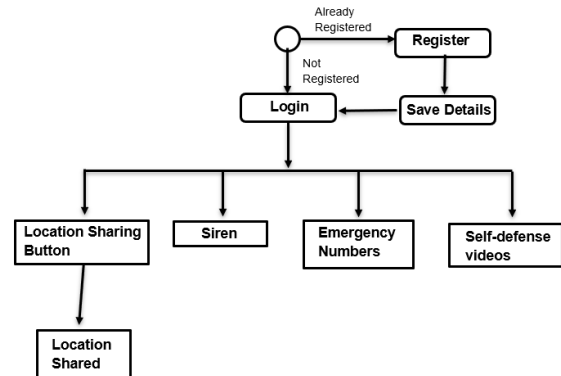 Already
Registered
Register
Not
Registered
Login
Save Details
Location Sharing
Button
Siren
Emergency
Numbers
Self-defense
videos
Location
Shared